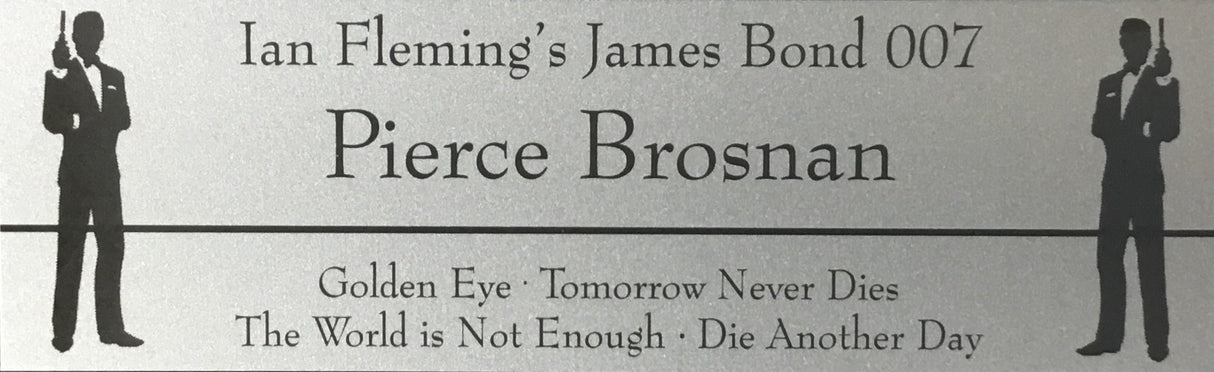 Ian Fleming's James Bond 007
Pierce Brosnan
Golden Eye · Tomorrow Never Dies
The World is Not Enough · Die Another Day